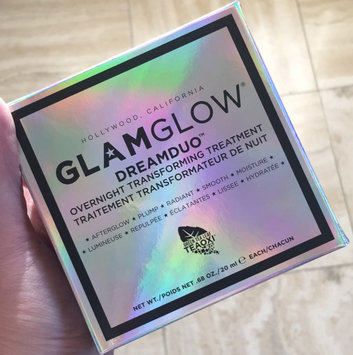 HOLLYWOOD, CALIFORNIA
GLAMGLOW®
DREAMDUO™
OVERNIGHT TRANSFORMING TREATMENT
TRAITEMENT TRANSFORMATEUR DE NUIT
• AFTERGLOW • PLUMP • RADIANT • SMOOTH • MOISTURE •
• LUMINEUSE • REPULPÉE • ÉCLATANTES • LISSÉE • HYDRATÉE •
TEAOXI
NET WT./POIDS NET .68 OZ. / 20 ml ℮ EACH/CHACUN